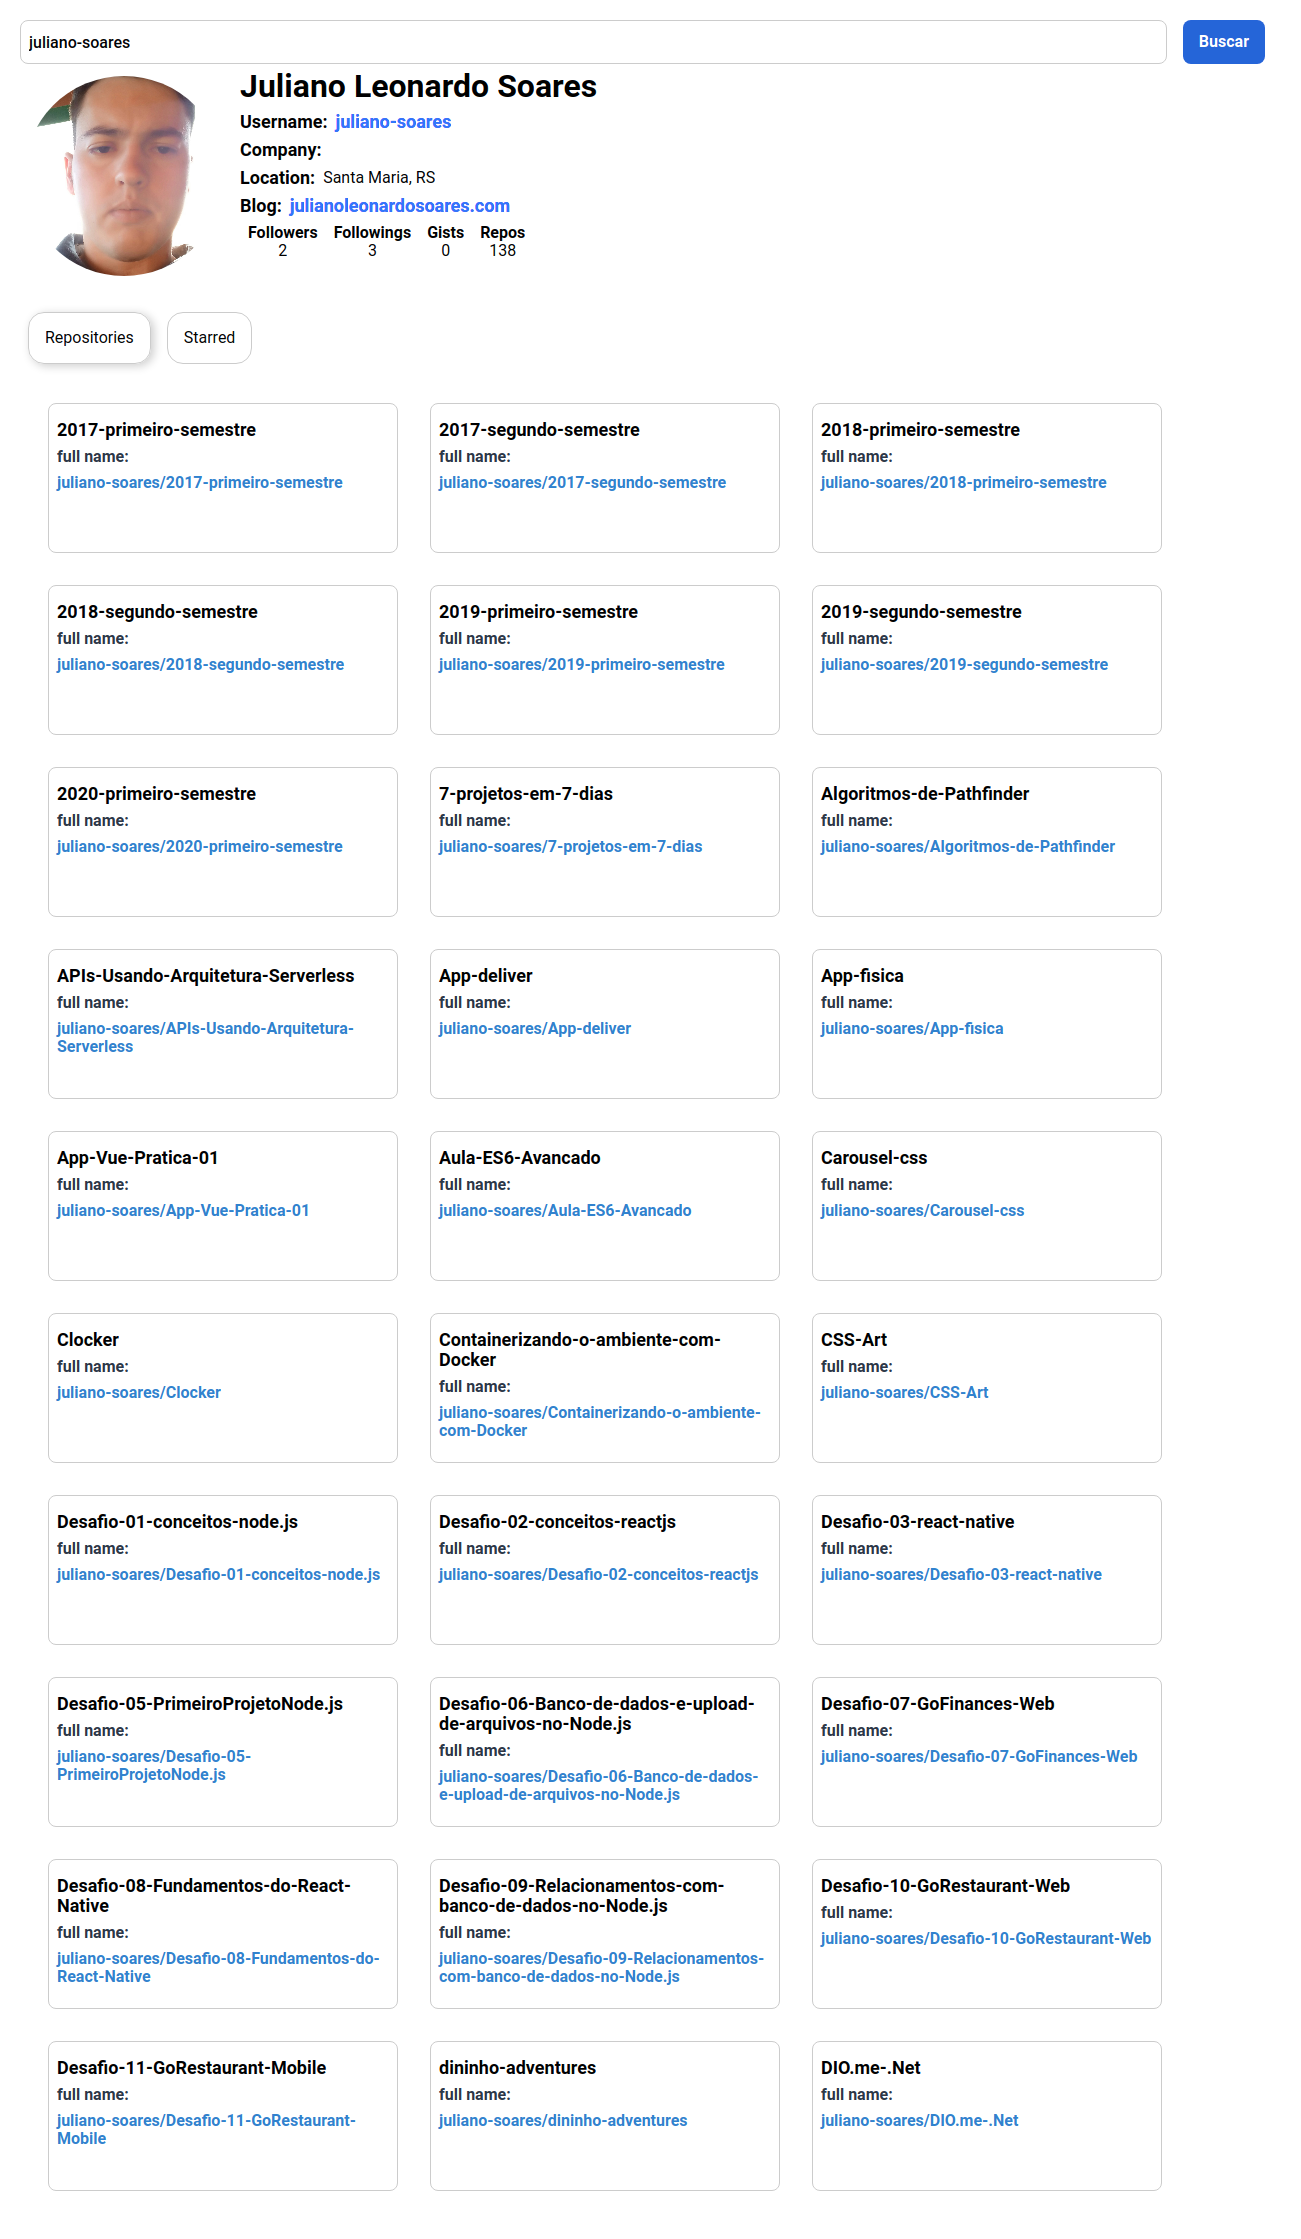 juliano-soares
Buscar
Juliano Leonardo Soares
Username: juliano-soares
Company:
Location: Santa Maria, RS
Blog: julianoleonardosoares.com
Followers Followings Gists Repos
2 3 0 138
Repositories Starred
2017-primeiro-semestre
full name:
juliano-soares/2017-primeiro-semestre
2017-segundo-semestre
full name:
juliano-soares/2017-segundo-semestre
2018-primeiro-semestre
full name:
juliano-soares/2018-primeiro-semestre
2018-segundo-semestre
full name:
juliano-soares/2018-segundo-semestre
2019-primeiro-semestre
full name:
juliano-soares/2019-primeiro-semestre
2019-segundo-semestre
full name:
juliano-soares/2019-segundo-semestre
2020-primeiro-semestre
full name:
juliano-soares/2020-primeiro-semestre
7-projetos-em-7-dias
full name:
juliano-soares/7-projetos-em-7-dias
Algoritmos-de-Pathfinder
full name:
juliano-soares/Algoritmos-de-Pathfinder
APIs-Usando-Arquitetura-Serverless
full name:
juliano-soares/APIs-Usando-Arquitetura-
Serverless
App-deliver
full name:
juliano-soares/App-deliver
App-fisica
full name:
juliano-soares/App-fisica
App-Vue-Pratica-01
full name:
juliano-soares/App-Vue-Pratica-01
Aula-ES6-Avancado
full name:
juliano-soares/Aula-ES6-Avancado
Carousel-css
full name:
juliano-soares/Carousel-css
Clocker
full name:
juliano-soares/Clocker
Containerizando-o-ambiente-com-
Docker
full name:
juliano-soares/Containerizando-o-ambiente-
com-Docker
CSS-Art
full name:
juliano-soares/CSS-Art
Desafio-01-conceitos-node.js
full name:
juliano-soares/Desafio-01-conceitos-node.js
Desafio-02-conceitos-reactjs
full name:
juliano-soares/Desafio-02-conceitos-reactjs
Desafio-03-react-native
full name:
juliano-soares/Desafio-03-react-native
Desafio-05-PrimeiroProjetoNode.js
full name:
juliano-soares/Desafio-05-
PrimeiroProjetoNode.js
Desafio-06-Banco-de-dados-e-upload-
de-arquivos-no-Node.js
full name:
juliano-soares/Desafio-06-Banco-de-dados-
e-upload-de-arquivos-no-Node.js
Desafio-07-GoFinances-Web
full name:
juliano-soares/Desafio-07-GoFinances-Web
Desafio-08-Fundamentos-do-React-
Native
full name:
juliano-soares/Desafio-08-Fundamentos-do-
React-Native
Desafio-09-Relacionamentos-com-
banco-de-dados-no-Node.js
full name:
juliano-soares/Desafio-09-Relacionamentos-
com-banco-de-dados-no-Node.js
Desafio-10-GoRestaurant-Web
full name:
juliano-soares/Desafio-10-GoRestaurant-Web
Desafio-11-GoRestaurant-Mobile
full name:
juliano-soares/Desafio-11-GoRestaurant-
Mobile
dininho-adventures
full name:
juliano-soares/dininho-adventures
DIO.me-.Net
full name:
juliano-soares/DIO.me-.Net